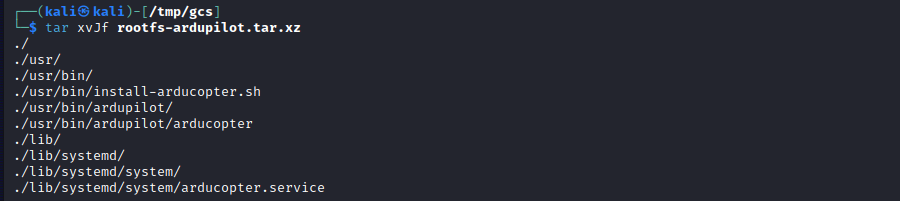 ┌──(kali㉿kali)-[/tmp/gcs]
└─$ tar xvJf rootfs-ardupilot.tar.xz
./
./usr/
./usr/bin/
./usr/bin/install-arducopter.sh
./usr/bin/ardupilot/
./usr/bin/ardupilot/arducopter
./lib/
./lib/systemd/
./lib/systemd/system/
./lib/systemd/system/arducopter.service